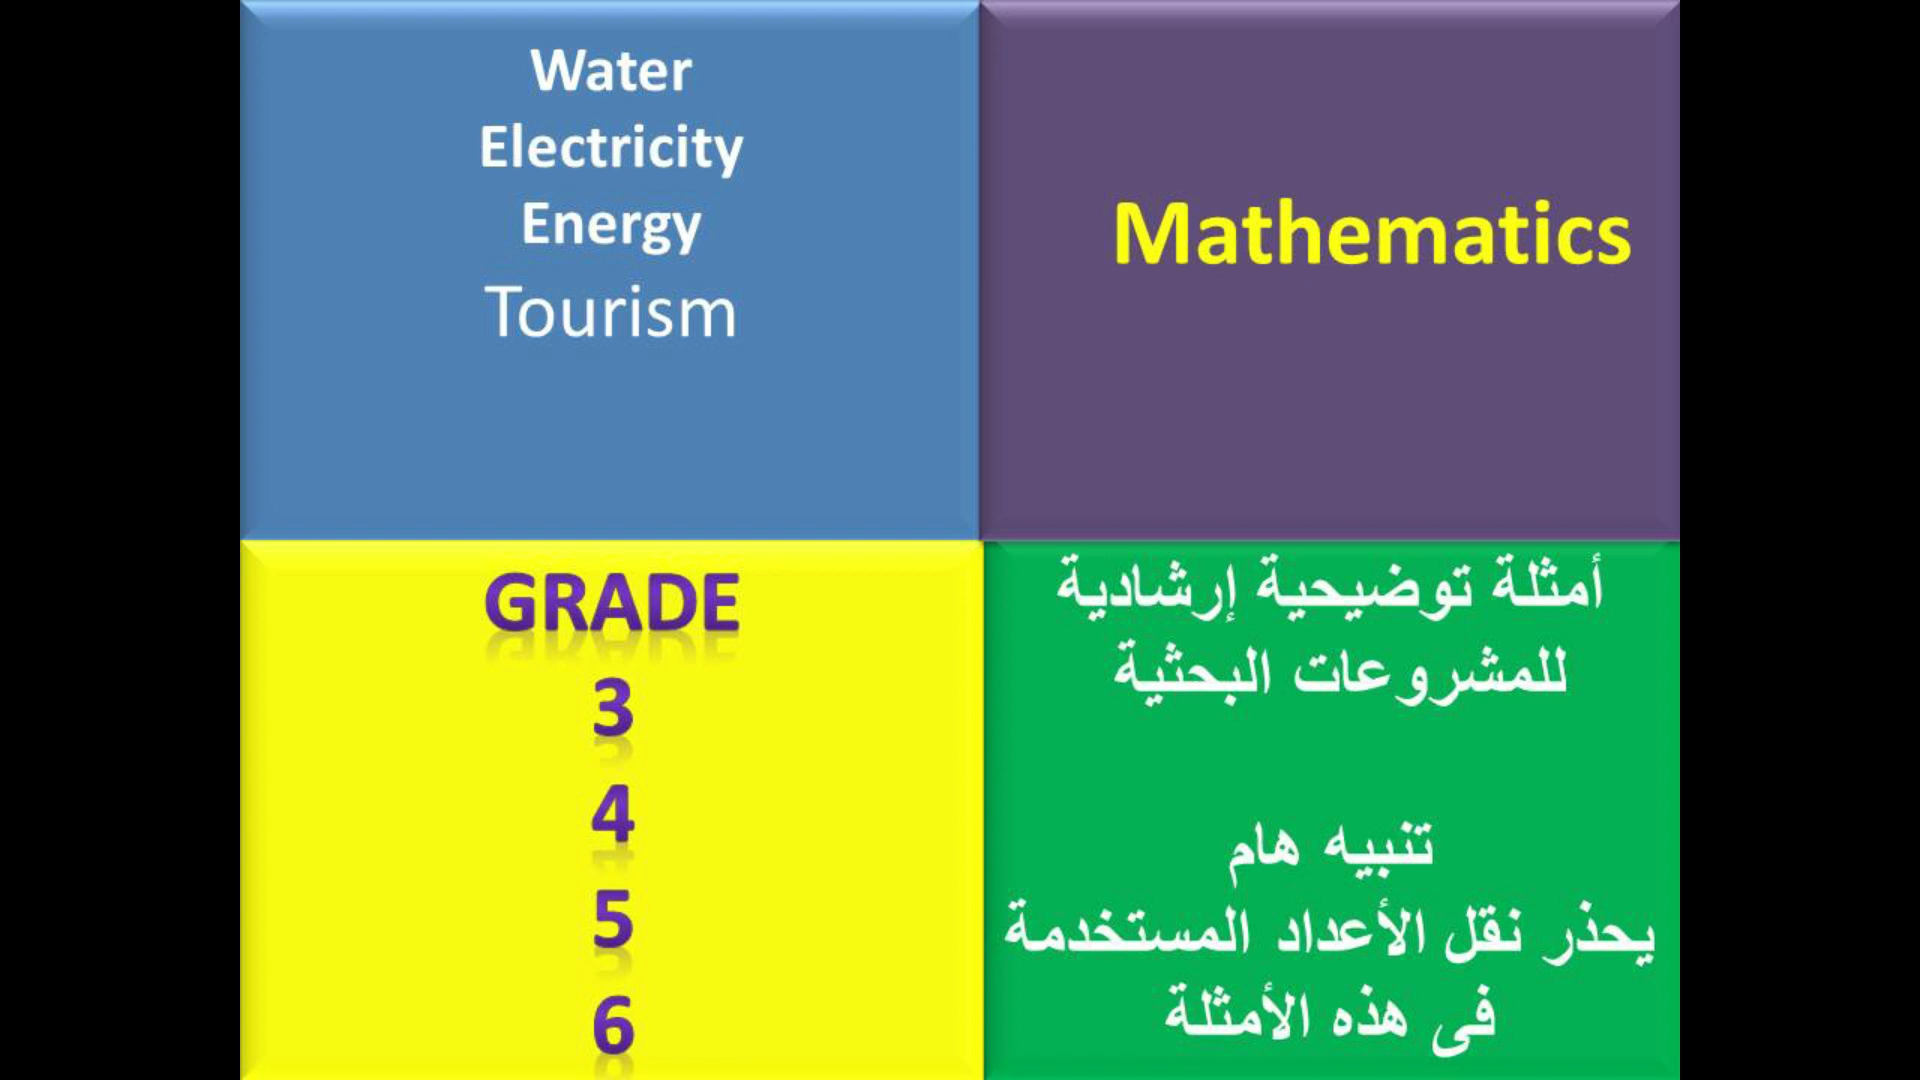 Water
Electricity
Energy
Tourism
Mathematics
GRADE
3
4
5
6
أمثلة توضيحية إرشادية
للمشروعات البحثية
تنبيه هام
يحذر نقل الأعداد المستخدمة
فى هذه الأمثلة